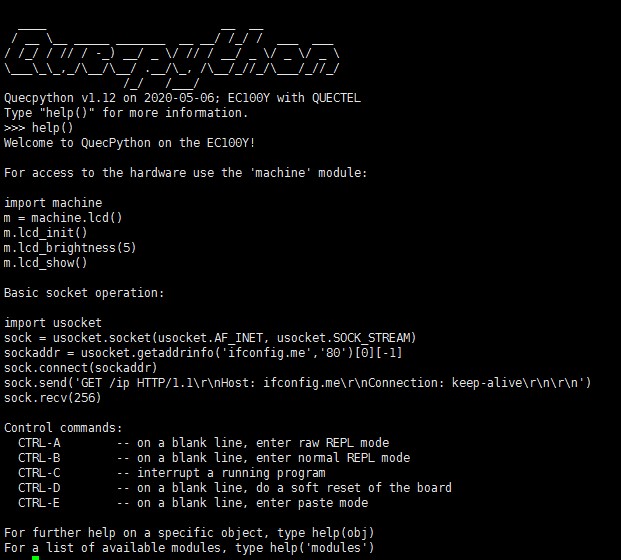 Quecpython
Quecpython v1.12 on 2020-05-06; EC100Y with QUECTEL
Type "help()" for more information.
>>> help()
Welcome to QuecPython on the EC100Y!
For access to the hardware use the 'machine' module:
import machine
m = machine.lcd()
m.lcd_init()
m.lcd_brightness(5)
m.lcd_show()
Basic socket operation:
import usocket
sock = usocket.socket(usocket.AF_INET, usocket.SOCK_STREAM)
sockaddr = usocket.getaddrinfo('ifconfig.me','80')[0][-1]
sock.connect(sockaddr)
sock.send('GET /ip HTTP/1.1\r\nHost: ifconfig.me\r\nConnection: keep-alive\r\n\r\n')
sock.recv(256)
Control commands:
CTRL-A -- on a blank line, enter raw REPL mode
CTRL-B -- on a blank line, enter normal REPL mode
CTRL-C -- interrupt a running program
CTRL-D -- on a blank line, do a soft reset of the board
CTRL-E -- on a blank line, enter paste mode
For further help on a specific object, type help(obj)
For a list of available modules, type help('modules')